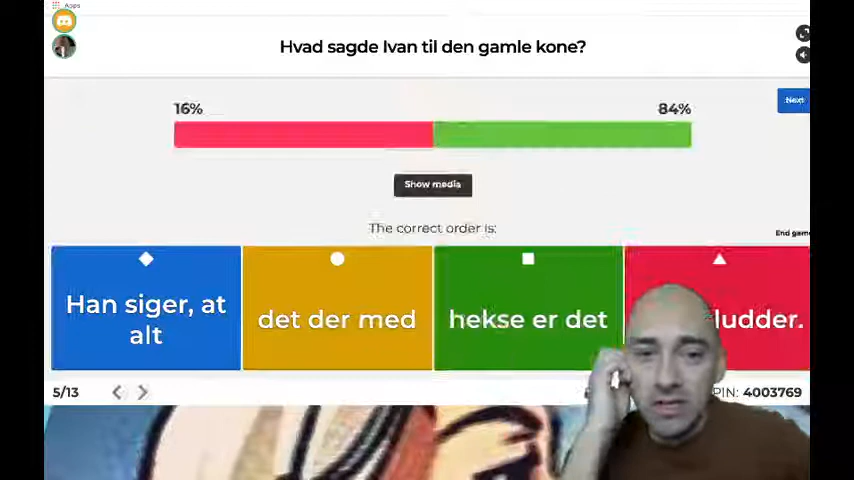 Apps
Hvad sagde Ivan til den gamle kone?
Next
16%
84%
Show media
The correct order is:
End game
Han siger, at
alt
det der med
hekse er det
ludder.
5/13
PIN: 4003769